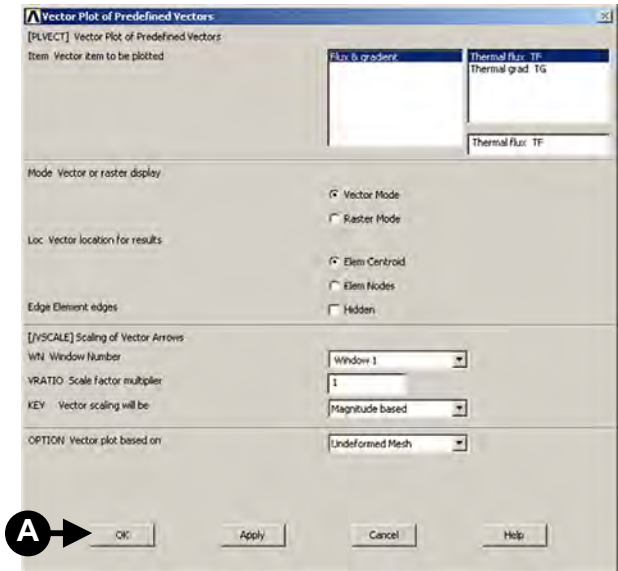 Vector Plot of Predefined Vectors
[PLVECT] Vector Plot of Predefined Vectors
Item Vector item to be plotted
Flux & gradient
Thermal flux TF
Thermal grad TG
Thermal flux TF
Mode Vector or raster display
Vector Mode
Raster Mode
Loc Vector location for results
Elem Centroid
Elem Nodes
Edge Element edges
Hidden
[/VSCALE] Scaling of Vector Arrows
WN Window Number
Window 1
VRATIO Scale factor multiplier
1
KEY Vector scaling will be
Magnitude based
OPTION Vector plot based on
Undeformed Mesh
A
OK
Apply
Cancel
Help